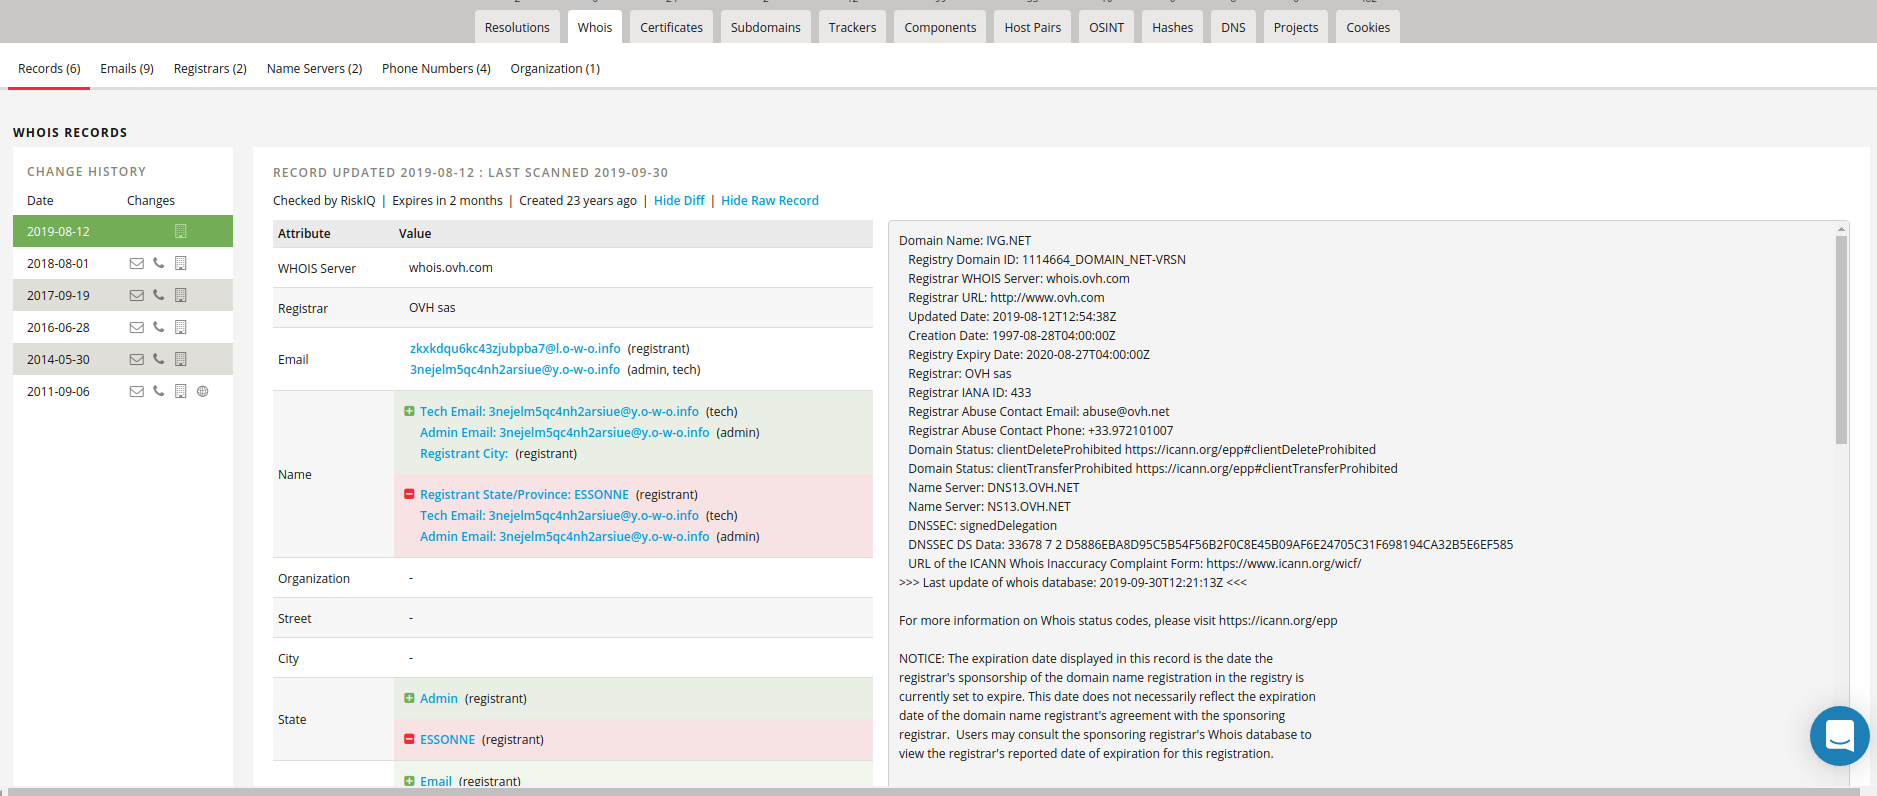 Resolutions Whois Certificates Subdomains Trackers Components Host Pairs OSINT Hashes DNS Projects Cookies
Records (6) Emails (9) Registrars (2) Name Servers (2) Phone Numbers (4) Organization (1)
WHOIS RECORDS
CHANGE HISTORY
Date Changes
2019-08-12
2018-08-01
2017-09-19
2016-06-28
2014-05-30
2011-09-06
RECORD UPDATED 2019-08-12 : LAST SCANNED 2019-09-30
Checked by RiskIQ | Expires in 2 months | Created 23 years ago | Hide Diff | Hide Raw Record
Attribute Value
WHOIS Server whois.ovh.com
Registrar OVH sas
Email
zkxkdqu6kc43zjubpba7@l.o-w-o.info (registrant)
3nejelm5qc4nh2arsiue@y.o-w-o.info (admin, tech)
Name
Tech Email: 3nejelm5qc4nh2arsiue@y.o-w-o.info (tech)
Admin Email: 3nejelm5qc4nh2arsiue@y.o-w-o.info (admin)
Registrant City: (registrant)
Registrant State/Province: ESSONNE (registrant)
Tech Email: 3nejelm5qc4nh2arsiue@y.o-w-o.info (tech)
Admin Email: 3nejelm5qc4nh2arsiue@y.o-w-o.info (admin)
Organization -
Street -
City -
State
Admin (registrant)
ESSONNE (registrant)
Email (registrant)
Domain Name: IVG.NET
Registry Domain ID: 1114664_DOMAIN_NET-VRSN
Registrar WHOIS Server: whois.ovh.com
Registrar URL: http://www.ovh.com
Updated Date: 2019-08-12T12:54:38Z
Creation Date: 1997-08-28T04:00:00Z
Registry Expiry Date: 2020-08-27T04:00:00Z
Registrar: OVH sas
Registrar IANA ID: 433
Registrar Abuse Contact Email: abuse@ovh.net
Registrar Abuse Contact Phone: +33.972101007
Domain Status: clientDeleteProhibited https://icann.org/epp#clientDeleteProhibited
Domain Status: clientTransferProhibited https://icann.org/epp#clientTransferProhibited
Name Server: DNS13.OVH.NET
Name Server: NS13.OVH.NET
DNSSEC: signedDelegation
DNSSEC DS Data: 33678 7 2 D5886EBA8D95C5B54F56B2F0C8E45B09AF6E24705C31F698194CA32B5E6EF585
URL of the ICANN Whois Inaccuracy Complaint Form: https://www.icann.org/wicf/
>>> Last update of whois database: 2019-09-30T12:21:13Z <<<
For more information on Whois status codes, please visit https://icann.org/epp
NOTICE: The expiration date displayed in this record is the date the
registrar's sponsorship of the domain name registration in the registry is
currently set to expire. This date does not necessarily reflect the expiration
date of the domain name registrant's agreement with the sponsoring
registrar. Users may consult the sponsoring registrar's Whois database to
view the registrar's reported date of expiration for this registration.